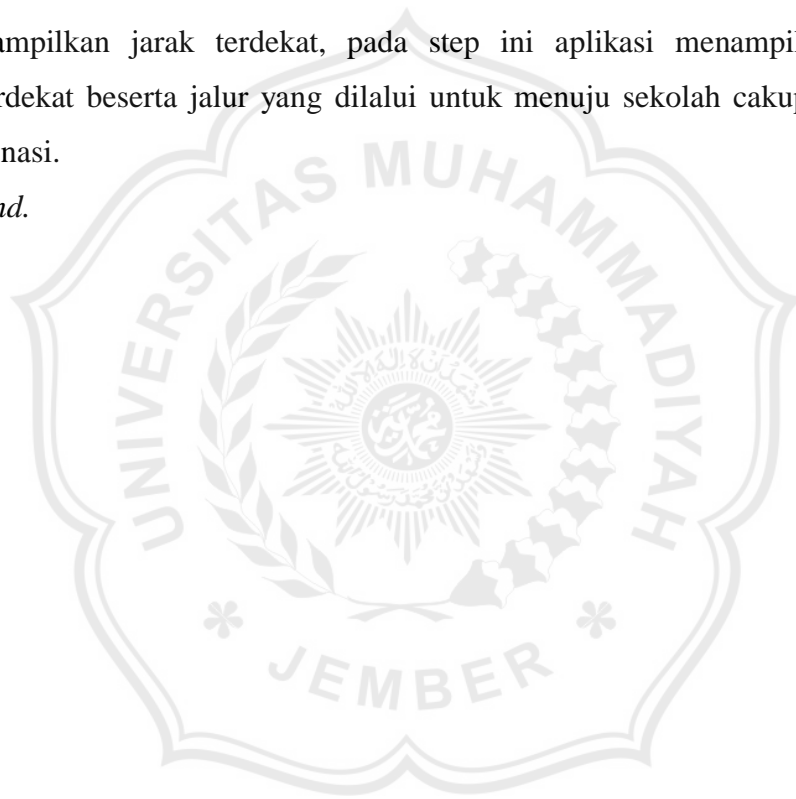 ampilkan jarak terdekat, pada step ini aplikasi menampil
rdekat beserta jalur yang dilalui untuk menuju sekolah cakup
nasi.
nd.
UNIVERSITAS MUHAMMADIYAH
JEMBER